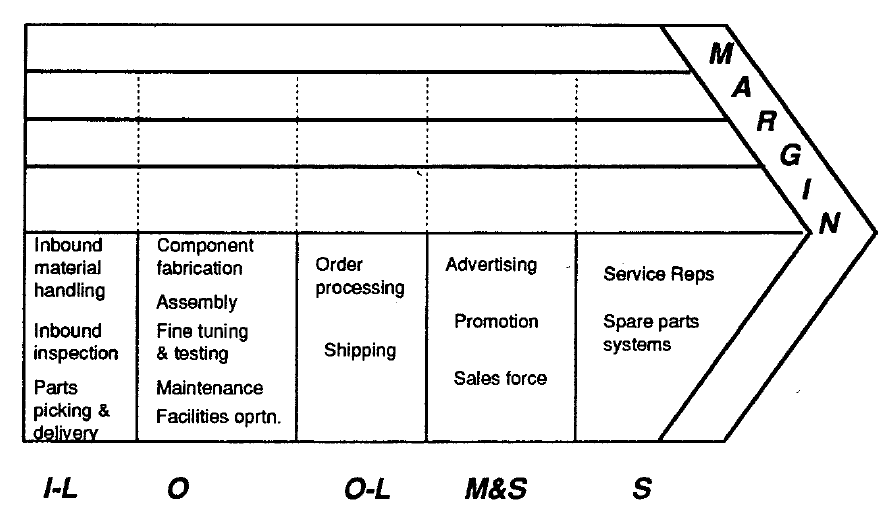 MARGIN
Inbound
material
handling
Inbound
inspection
Parts
picking &
delivery
Component
fabrication
Assembly
Fine tuning
& testing
Maintenance
Facilities oprtn.
Order
processing
Shipping
Advertising
Promotion
Sales force
Service Reps
Spare parts
systems
I-L O O-L M&S S